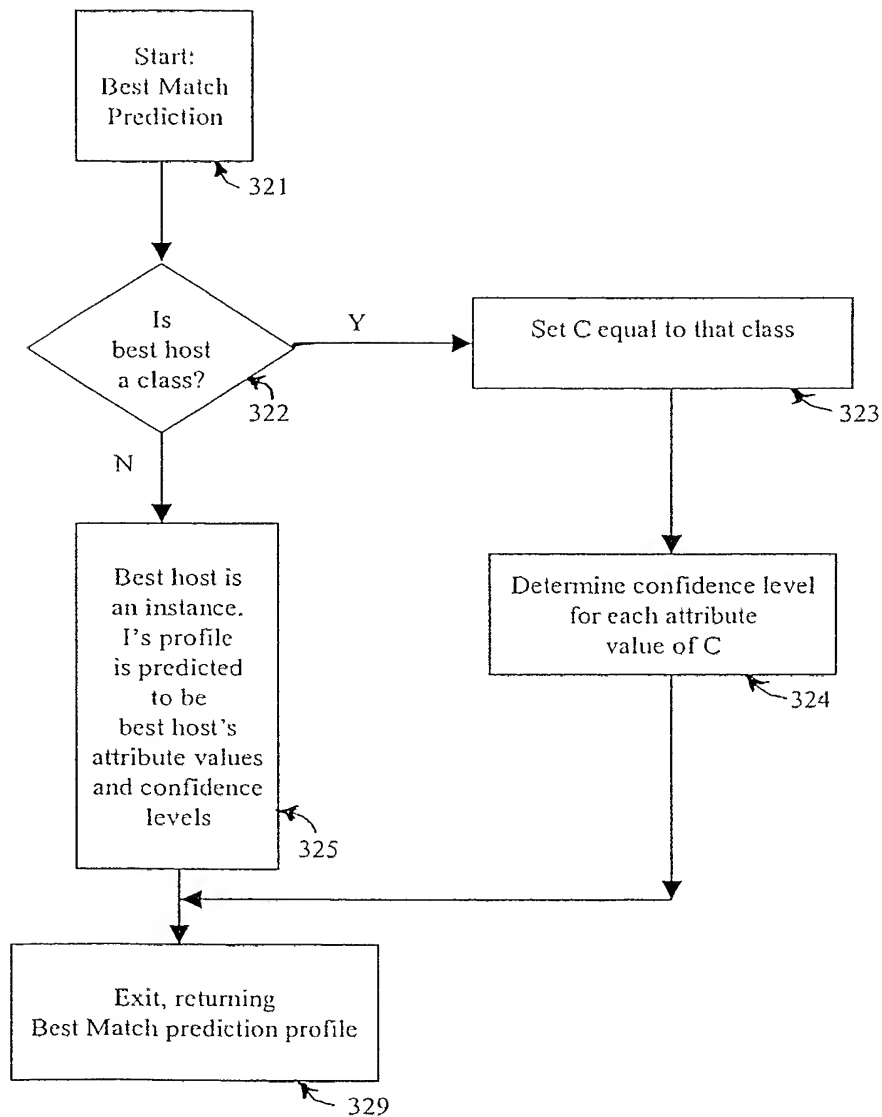 Start:
Best Match
Prediction
321
Is
best host
a class?
322
Y
Set C equal to that class
323
N
Determine confidence level
for each attribute
value of C
324
Best host is
an instance.
I's profile
is predicted
to be
best host's
attribute values
and confidence
levels
325
Exit, returning
Best Match prediction profile
329